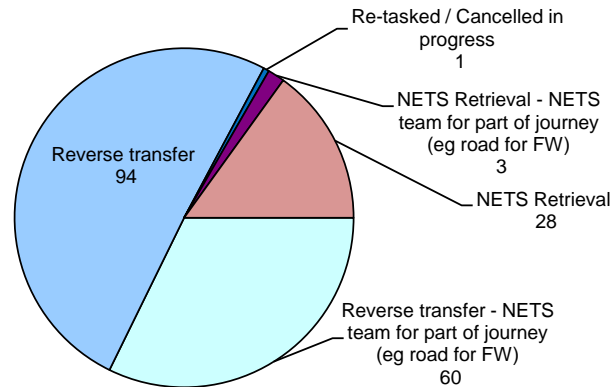 Re-tasked / Cancelled in
progress
1
NETS Retrieval - NETS
team for part of journey
(eg road for FW)
3
Reverse transfer
94
NETS Retrieval
28
Reverse transfer - NETS
team for part of journey
(eg road for FW)
60